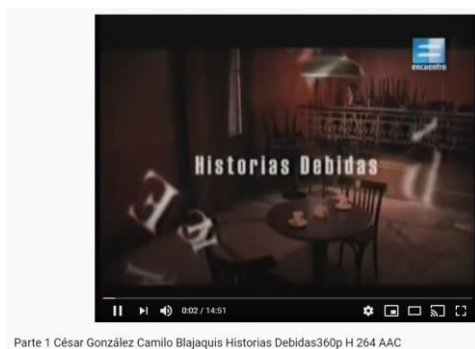 encuentro
Historias Debidas
E
0:02 / 14:51
Parte 1 César González Camilo Blajaquis Historias Debidas360p H 264 AAC